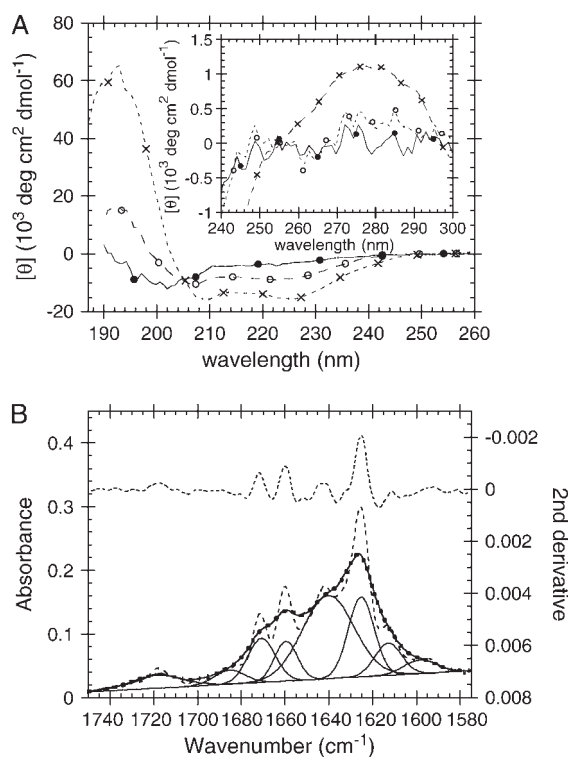 A
80
60
40
20
0
-20
[θ] (10³ deg cm² dmol⁻¹)
190 200 210 220 230 240 250 260
wavelength (nm)
1.5
1
0.5
0
-0.5
-1
[θ] (10³ deg cm² dmol⁻¹)
240 250 260 270 280 290 300
wavelength (nm)
B
0.4
0.3
0.2
0.1
0
Absorbance
-0.002
0
0.002
0.004
0.006
0.008
2nd derivative
1740 1720 1700 1680 1660 1640 1620 1600 1580
Wavenumber (cm⁻¹)